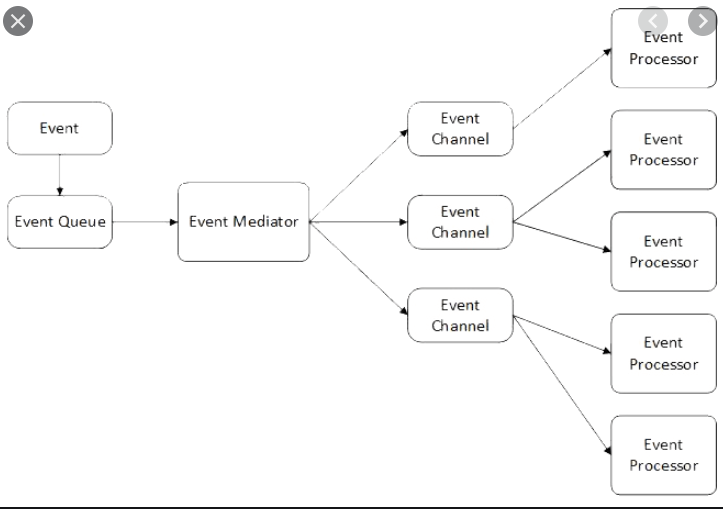 Event
Event Queue
Event Mediator
Event
Channel
Event
Channel
Event
Channel
Event
Processor
Event
Processor
Event
Processor
Event
Processor
Event
Processor